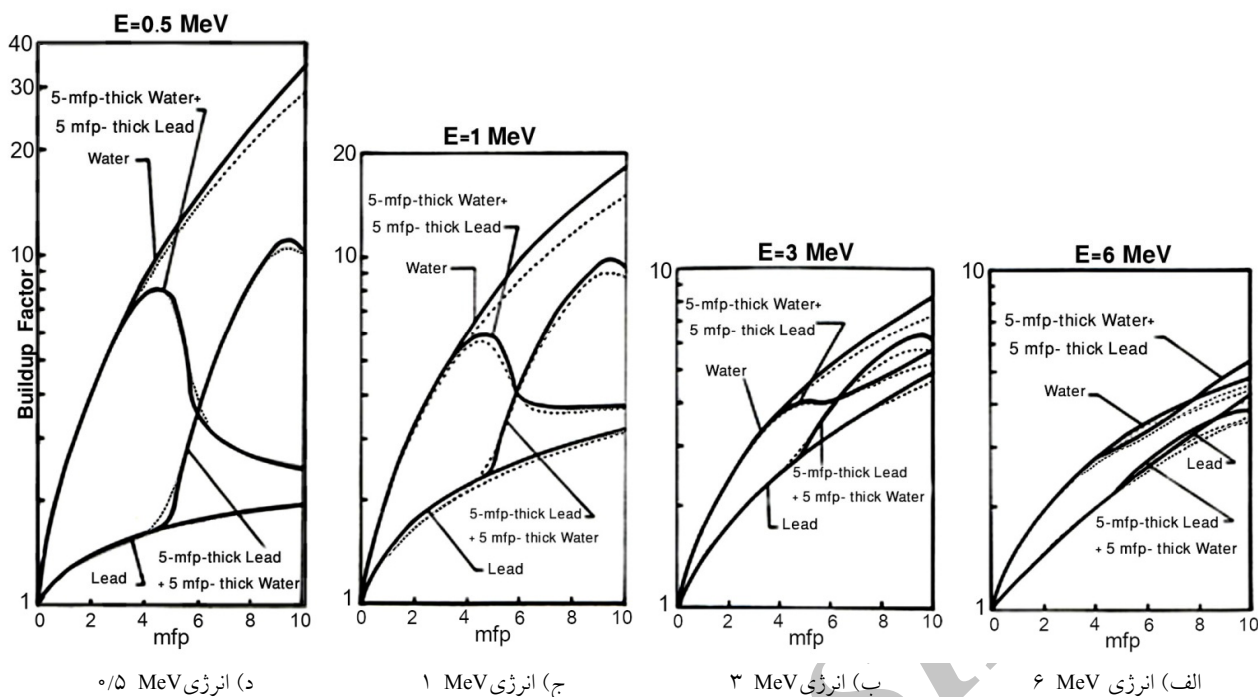 E=0.5 MeV
40
30
20
10
1
Buildup Factor
5-mfp-thick Water+
5 mfp- thick Lead
Water
Lead
5-mfp-thick Lead
+ 5 mfp- thick Water
0 2 4 6 8 10
mfp
د) انرژی MeV ۰/۵
E=1 MeV
20
10
1
5-mfp-thick Water+
5 mfp- thick Lead
Water
5-mfp-thick Lead
+ 5 mfp- thick Water
Lead
0 2 4 6 8 10
mfp
ج) انرژی MeV ۱
E=3 MeV
10
1
5-mfp-thick Water+
5 mfp- thick Lead
Water
5-mfp-thick Lead
+ 5 mfp- thick Water
Lead
0 2 4 6 8 10
mfp
ب) انرژی MeV ۳
E=6 MeV
10
1
5-mfp-thick Water+
5 mfp- thick Lead
Water
Lead
5-mfp-thick Lead
+ 5 mfp- thick Water
0 2 4 6 8 10
mfp
الف) انرژی MeV ۶